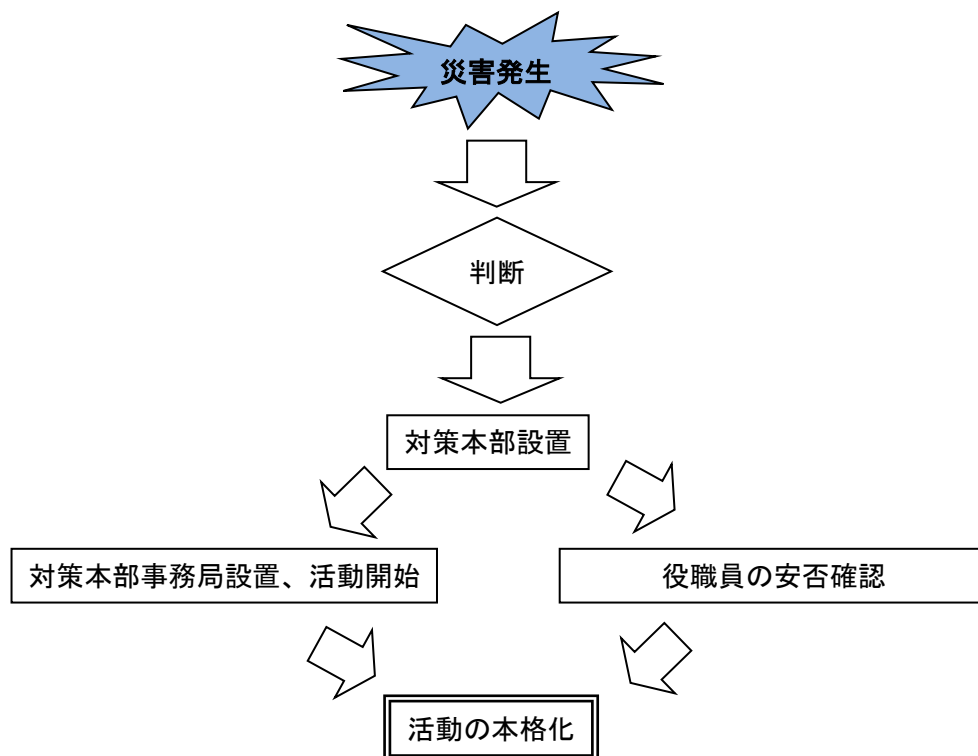 災害発生
判断
対策本部設置
対策本部事務局設置、活動開始
役職員の安否確認
活動の本格化